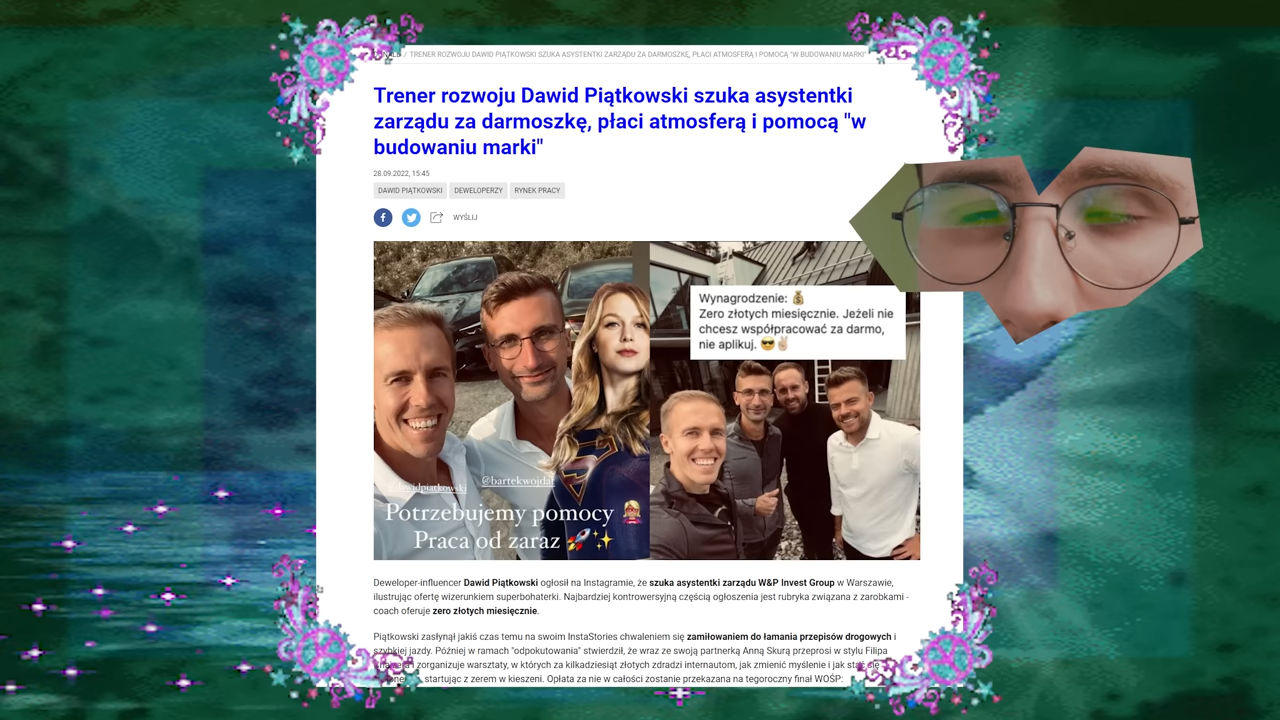 TRENER ROZWOJU DAWID PIĄTKOWSKI SZUKA ASYSTENTKI ZARZĄDU ZA DARMOSZKĘ, PŁACI ATMOSFERĄ I POMOCĄ "W BUDOWANIU MARKI"
Trener rozwoju Dawid Piątkowski szuka asystentki
zarządu za darmoszkę, płaci atmosferą i pomocą "w
budowaniu marki"
28.09.2022, 15:45
DAWID PIĄTKOWSKI DEWELOPERZY RYNEK PRACY
WYŚLIJ
Wynagrodzenie: 💰
Zero złotych miesięcznie. Jeżeli nie
chcesz współpracować za darmo,
nie aplikuj. 😎✌🏻
@bartekwojdat
Potrzebujemy pomocy
Praca od zaraz 🚀✨
Deweloper-influencer Dawid Piątkowski ogłosił na Instagramie, że szuka asystentki zarządu W&P Invest Group w Warszawie,
ilustrując ofertę wizerunkiem superbohaterki. Najbardziej kontrowersyjną częścią ogłoszenia jest rubryka związana z zarobkami -
coach oferuje zero złotych miesięcznie.
Piątkowski zasłynął jakiś czas temu na swoim InstaStories chwaleniem się zamiłowaniem do łamania przepisów drogowych i
szybkiej jazdy. Później w ramach "odpokutowania" stwierdził, że wraz ze swoją partnerką Anną Skurą przeprosi w stylu Filipa
i zorganizuje warsztaty, w których za kilkadziesiąt złotych zdradzi internautom, jak zmienić myślenie i jak stać się
startując z zerem w kieszeni. Opłata za nie w całości zostanie przekazana na tegoroczny finał WOŚP: